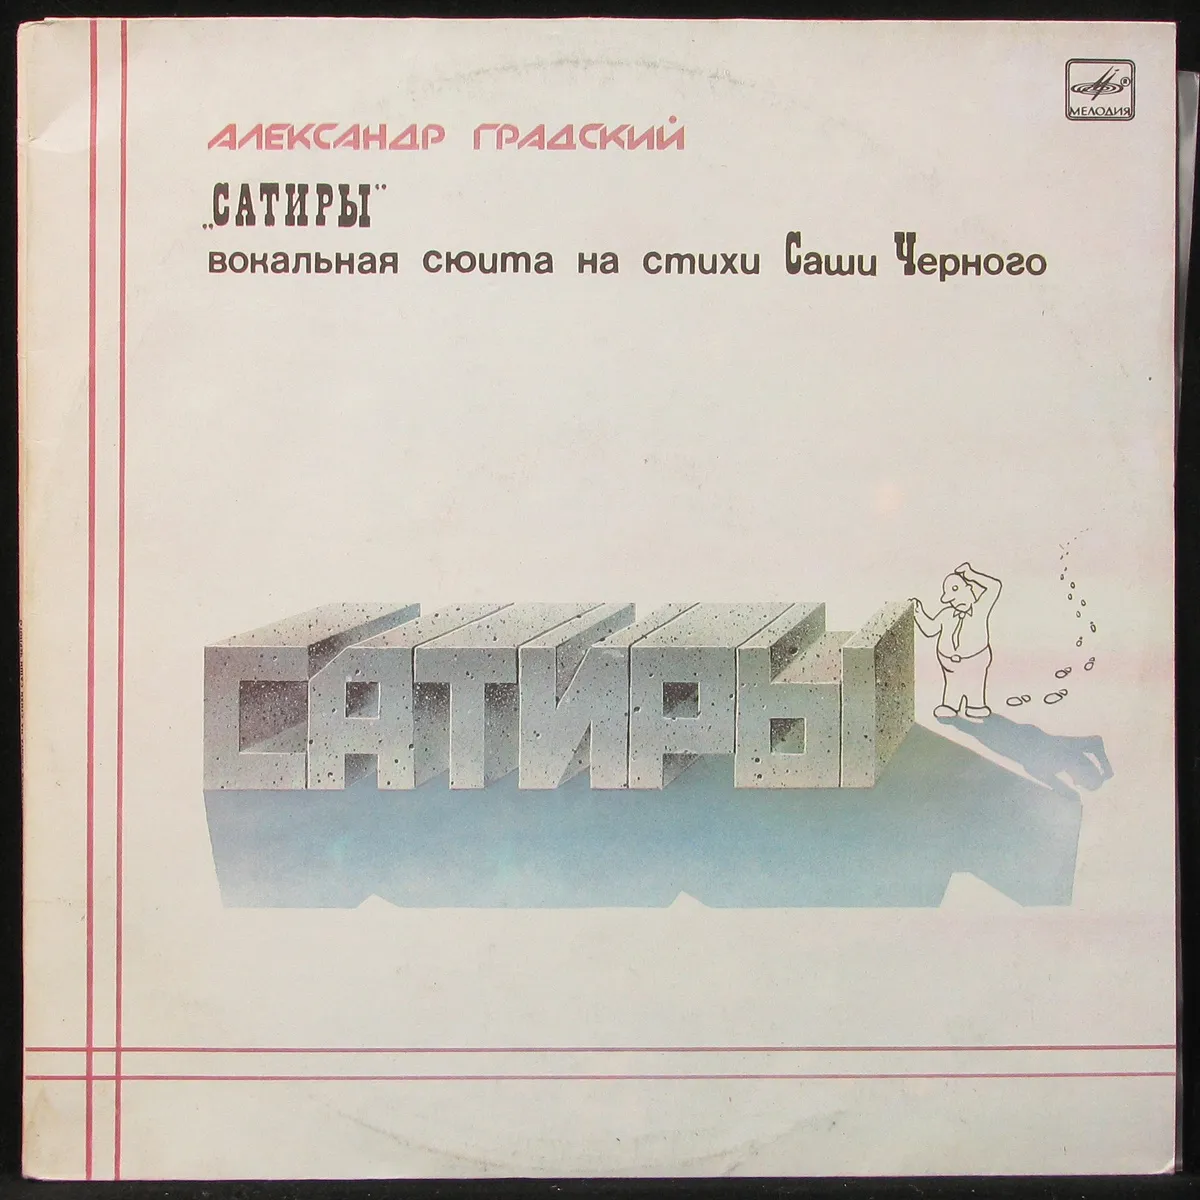 АЛЕКСАНДР ГРАДСКИЙ
МЕЛОДИЯ
„САТИРЫ“
вокальная сюита на стихи Саши Черного
САТИРЫ